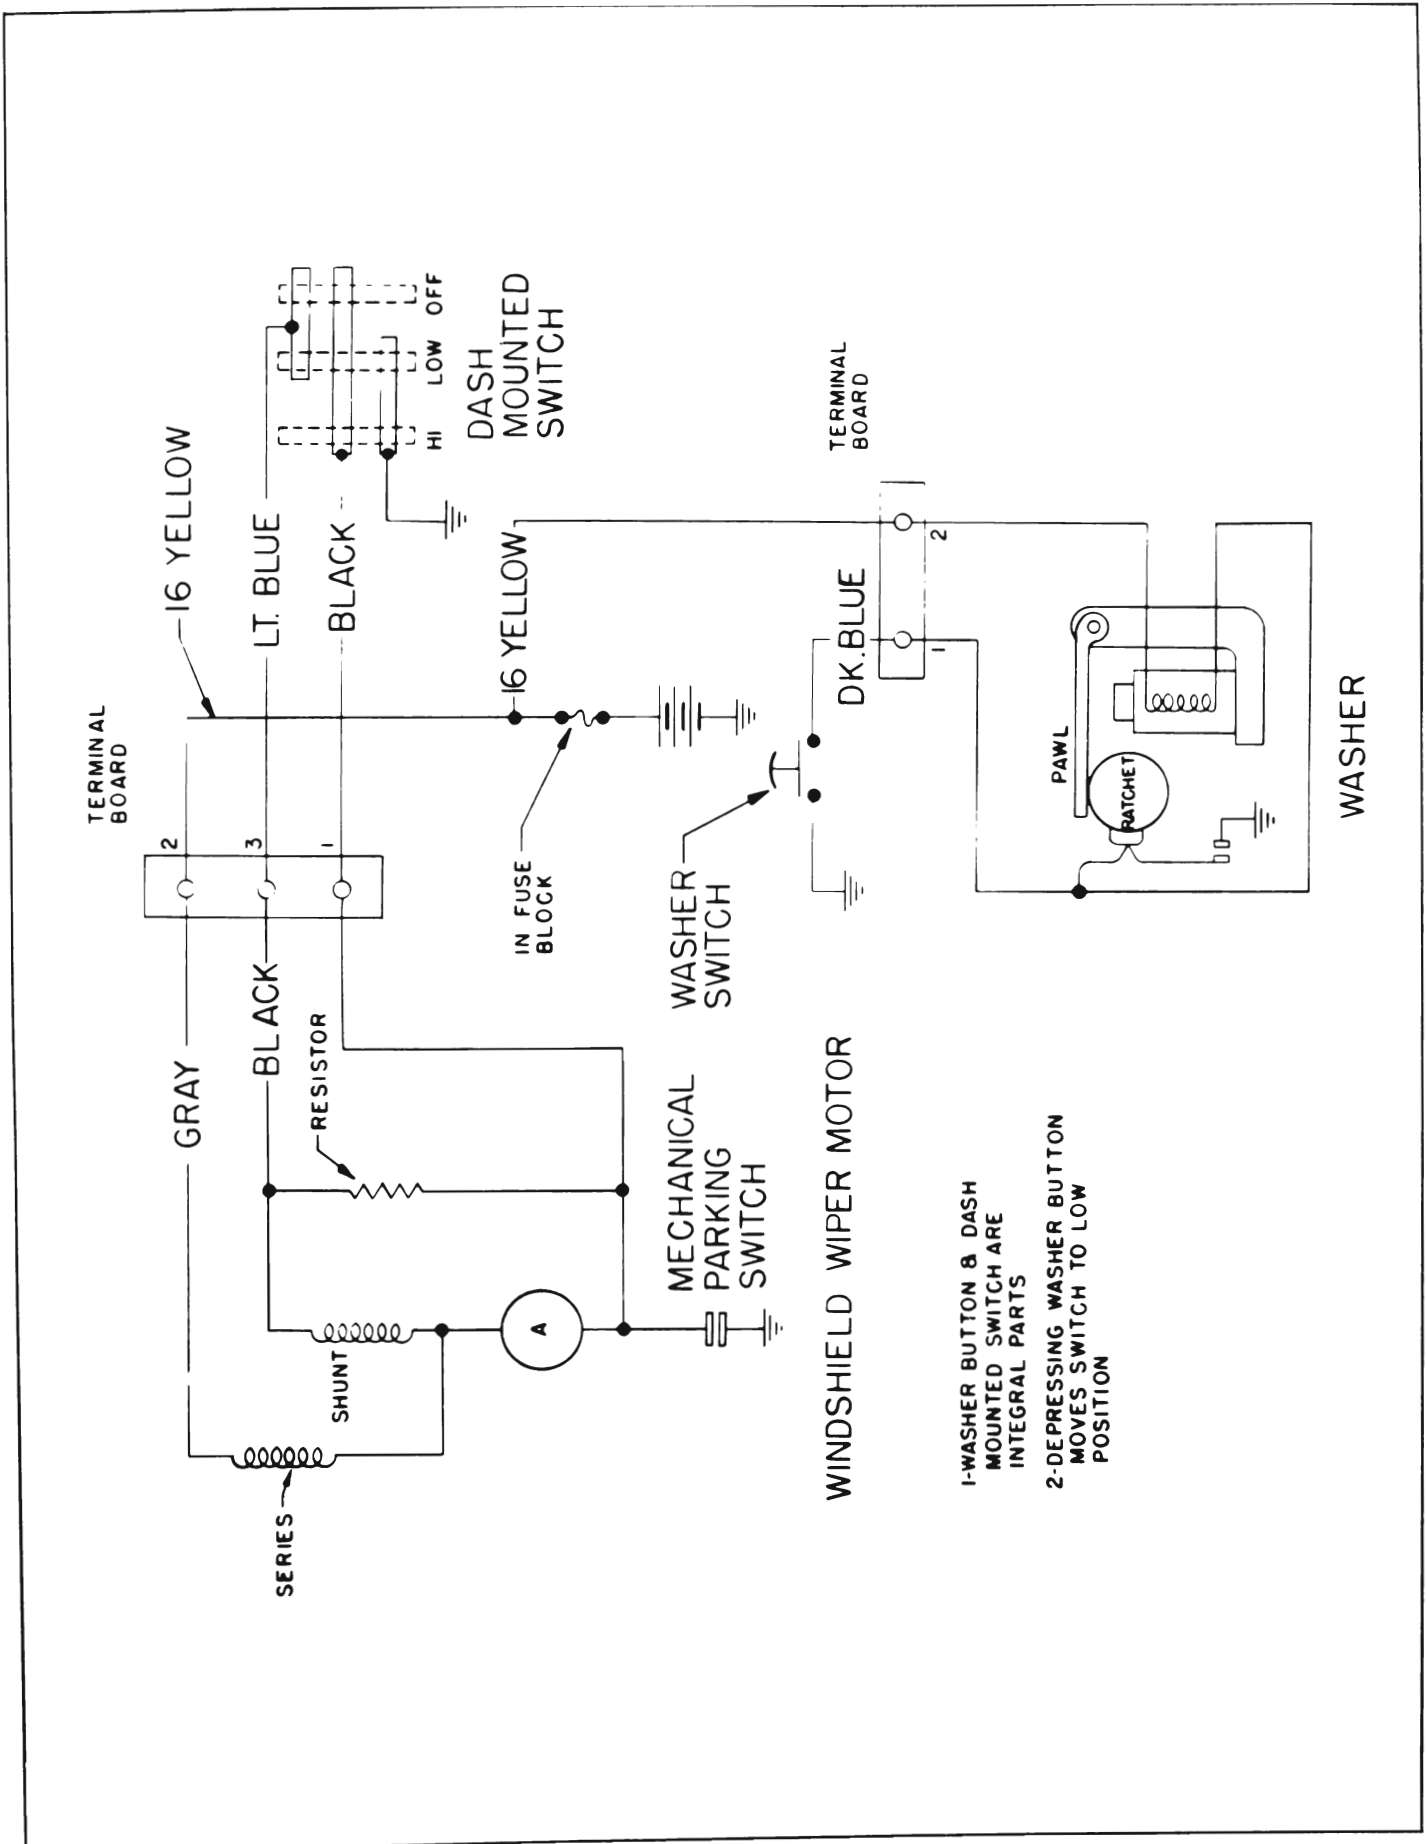 TERMINAL
BOARD
2
3
1
16 YELLOW
LT. BLUE
BLACK
HI LOW OFF
DASH
MOUNTED
SWITCH
GRAY
BLACK
RESISTOR
SERIES
SHUNT
A
MECHANICAL
PARKING
SWITCH
IN FUSE
BLOCK
16 YELLOW
WASHER
SWITCH
DK.BLUE
TERMINAL
BOARD
1
2
WINDSHIELD WIPER MOTOR
PAWL
RATCHET
WASHER
1-WASHER BUTTON & DASH
MOUNTED SWITCH ARE
INTEGRAL PARTS
2-DEPRESSING WASHER BUTTON
MOVES SWITCH TO LOW
POSITION